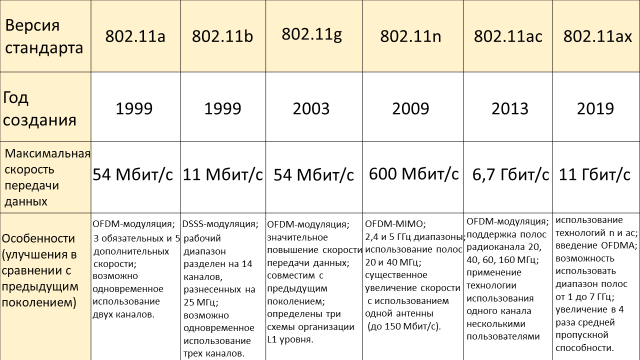 Версия
стандарта
802.11a
802.11b
802.11g
802.11n
802.11ac
802.11ax
Год
создания
1999
1999
2003
2009
2013
2019
Максимальная
скорость
передачи
данных
54 Мбит/с
11 Мбит/с
54 Мбит/с
600 Мбит/с
6,7 Гбит/с
11 Гбит/с
Особенности
(улучшения в
сравнении с
предыдущим
поколением)
OFDM-модуляция;
3 обязательных и 5
дополнительных
скорости;
возможно
одновременное
использование
двух каналов.
DSSS-модуляция;
рабочий
диапазон
разделен на 14
каналов,
разнесенных на
25 МГц;
возможно
одновременное
использование
трех каналов.
OFDM-модуляция;
значительное
повышение скорости
передачи данных;
совместим с
предыдущим
поколением;
определены три
схемы организации
L1 уровня.
OFDM-MIMO;
2,4 и 5 ГГц диапазоны;
использование полос
20 и 40 МГц;
существенное
увеличение скорости
с использованием
одной антенны
(до 150 Мбит/с).
OFDM-модуляция;
поддержка полос
радиоканала 20,
40, 60, 160 МГц;
применение
технологии
использования
одного канала
несколькими
пользователями
использование
технологий n и ac;
введение OFDMA;
возможность
использовать
диапазон полос
от 1 до 7 ГГц;
увеличение в 4
раза средней
пропускной
способности.